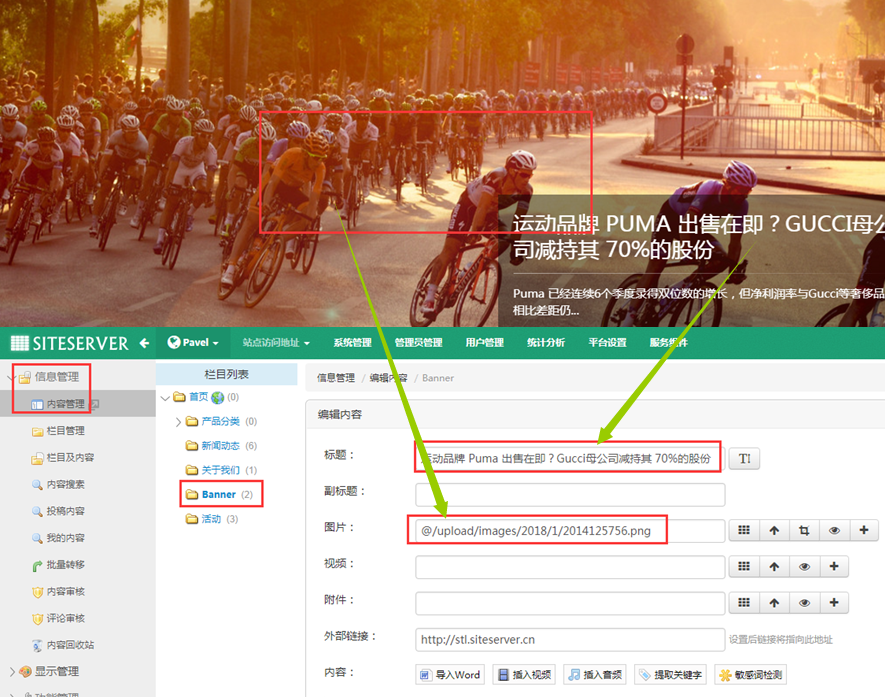 运动品牌 PUMA 出售在即？GUCCI母公
司减持其 70%的股份
Puma 已经连续6个季度录得双位数的增长，但净利润率与Gucci等奢侈品
相比差距仍...
SITESERVER Pavel 站点访问地址 系统管理 管理员管理 用户管理 统计分析 平台设置 服务组件
信息管理
内容管理
栏目管理
栏目及内容
内容搜索
投稿内容
我的内容
批量转移
内容审核
评论审核
内容回收站
显示管理
功能管理
栏目列表
首页 (0)
产品分类 (0)
新闻动态 (6)
关于我们 (1)
Banner (2)
活动 (3)
信息管理 / 编辑内容 / Banner
编辑内容
标题： 运动品牌 Puma 出售在即？Gucci母公司减持其 70%的股份
副标题：
图片： @/upload/images/2018/1/2014125756.png
视频：
附件：
外部链接： http://stl.siteserver.cn 设置后链接将指向此地址
内容： 导入Word 插入视频 插入音频 提取关键字 敏感词检测